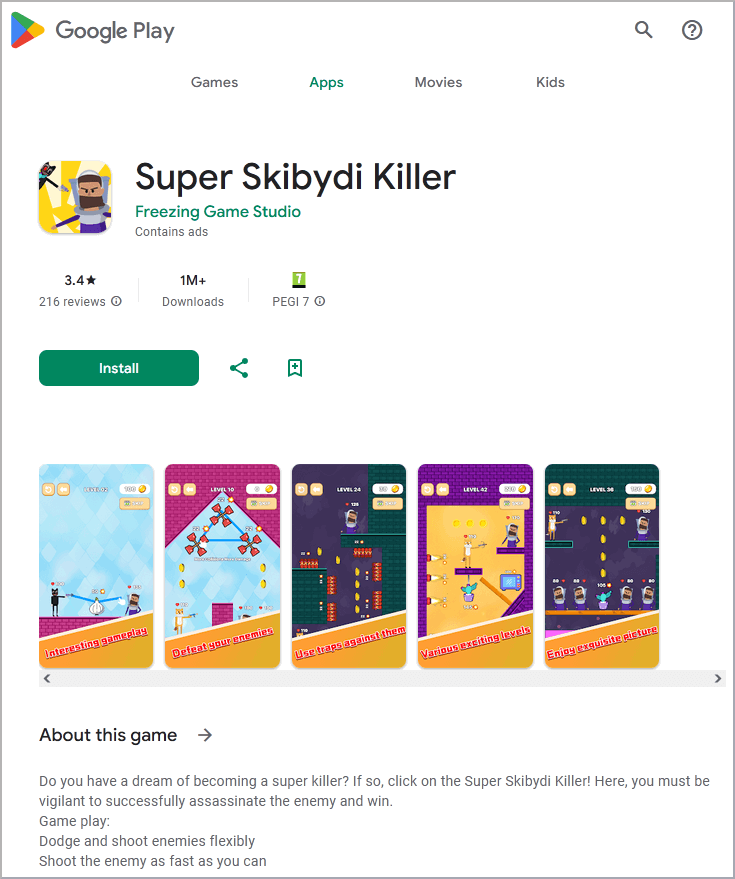 Google Play
Games Apps Movies Kids
Super Skibydi Killer
Freezing Game Studio
Contains ads
3.4★ 1M+ 7
216 reviews Downloads PEGI 7
Install
LEVEL 10 LEVEL 24 LEVEL 42 LEVEL 36
Interesting gameplay Defeat your enemies Use traps against them Various exciting levels Enjoy exquisite picture
About this game →
Do you have a dream of becoming a super killer? If so, click on the Super Skibydi Killer! Here, you must be
vigilant to successfully assassinate the enemy and win.
Game play:
Dodge and shoot enemies flexibly
Shoot the enemy as fast as you can